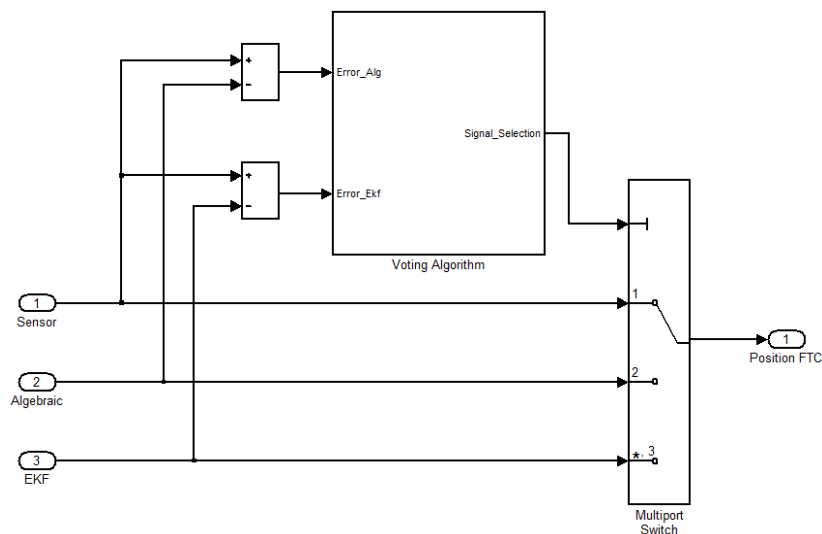 +
−
Error_Alg
Signal_Selection
+
−
Error_Ekf
Voting Algorithm
1
Sensor
1
1
Position FTC
2
Algebraic
2
3
EKF
*, 3
Multiport
Switch